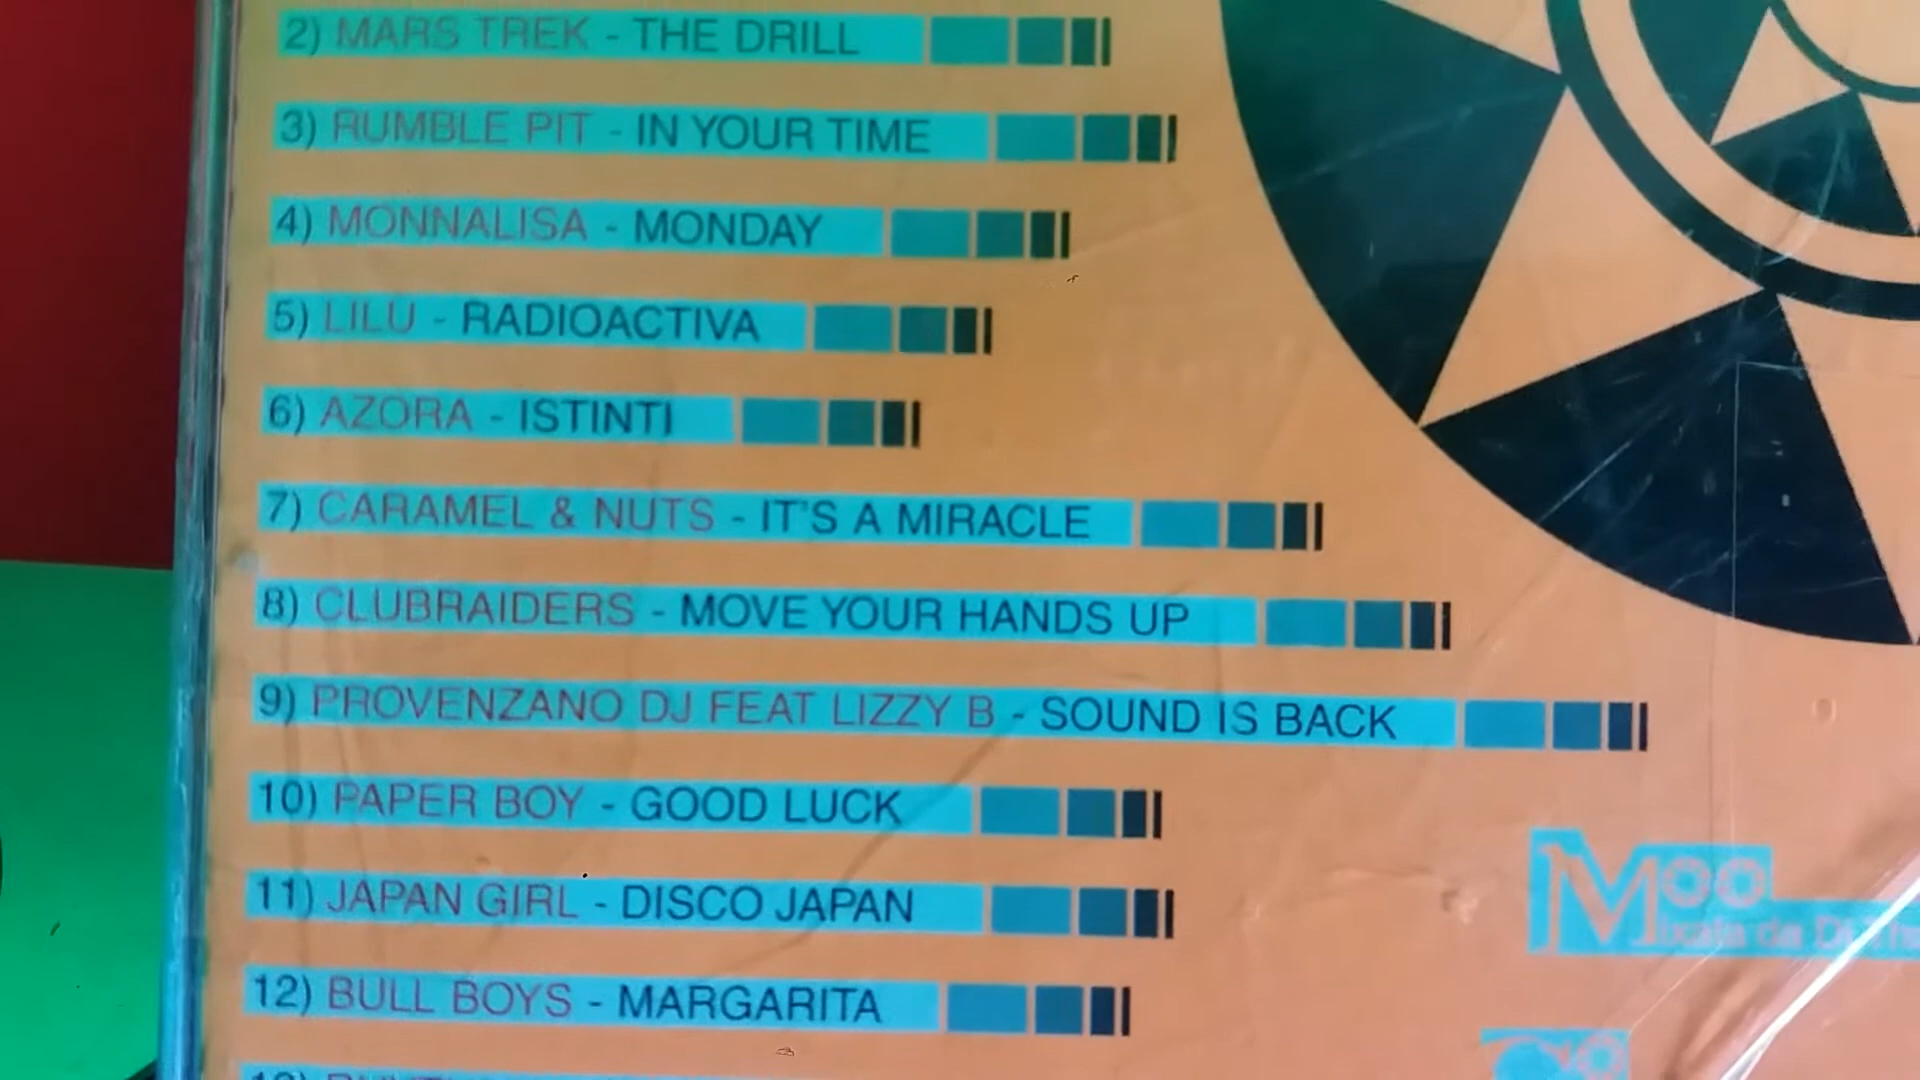 2) MARS TREK - THE DRILL
3) RUMBLE PIT - IN YOUR TIME
4) MONNALISA - MONDAY
5) LILU - RADIOACTIVA
6) AZORA - ISTINTI
7) CARAMEL & NUTS - IT'S A MIRACLE
8) CLUBRAIDERS - MOVE YOUR HANDS UP
9) PROVENZANO DJ FEAT LIZZY B - SOUND IS BACK
10) PAPER BOY - GOOD LUCK
11) JAPAN GIRL - DISCO JAPAN
12) BULL BOYS - MARGARITA